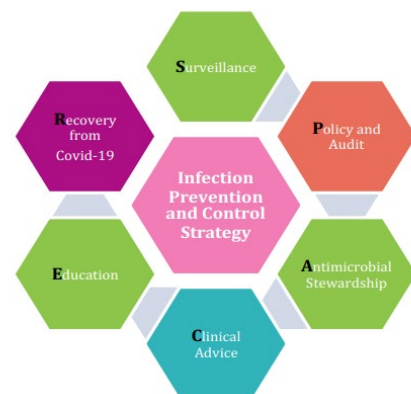 Surveillance
Policy and
Audit
Antimicrobial
Stewardship
Clinical
Advice
Education
Recovery
from
Covid-19
Infection
Prevention
and Control
Strategy